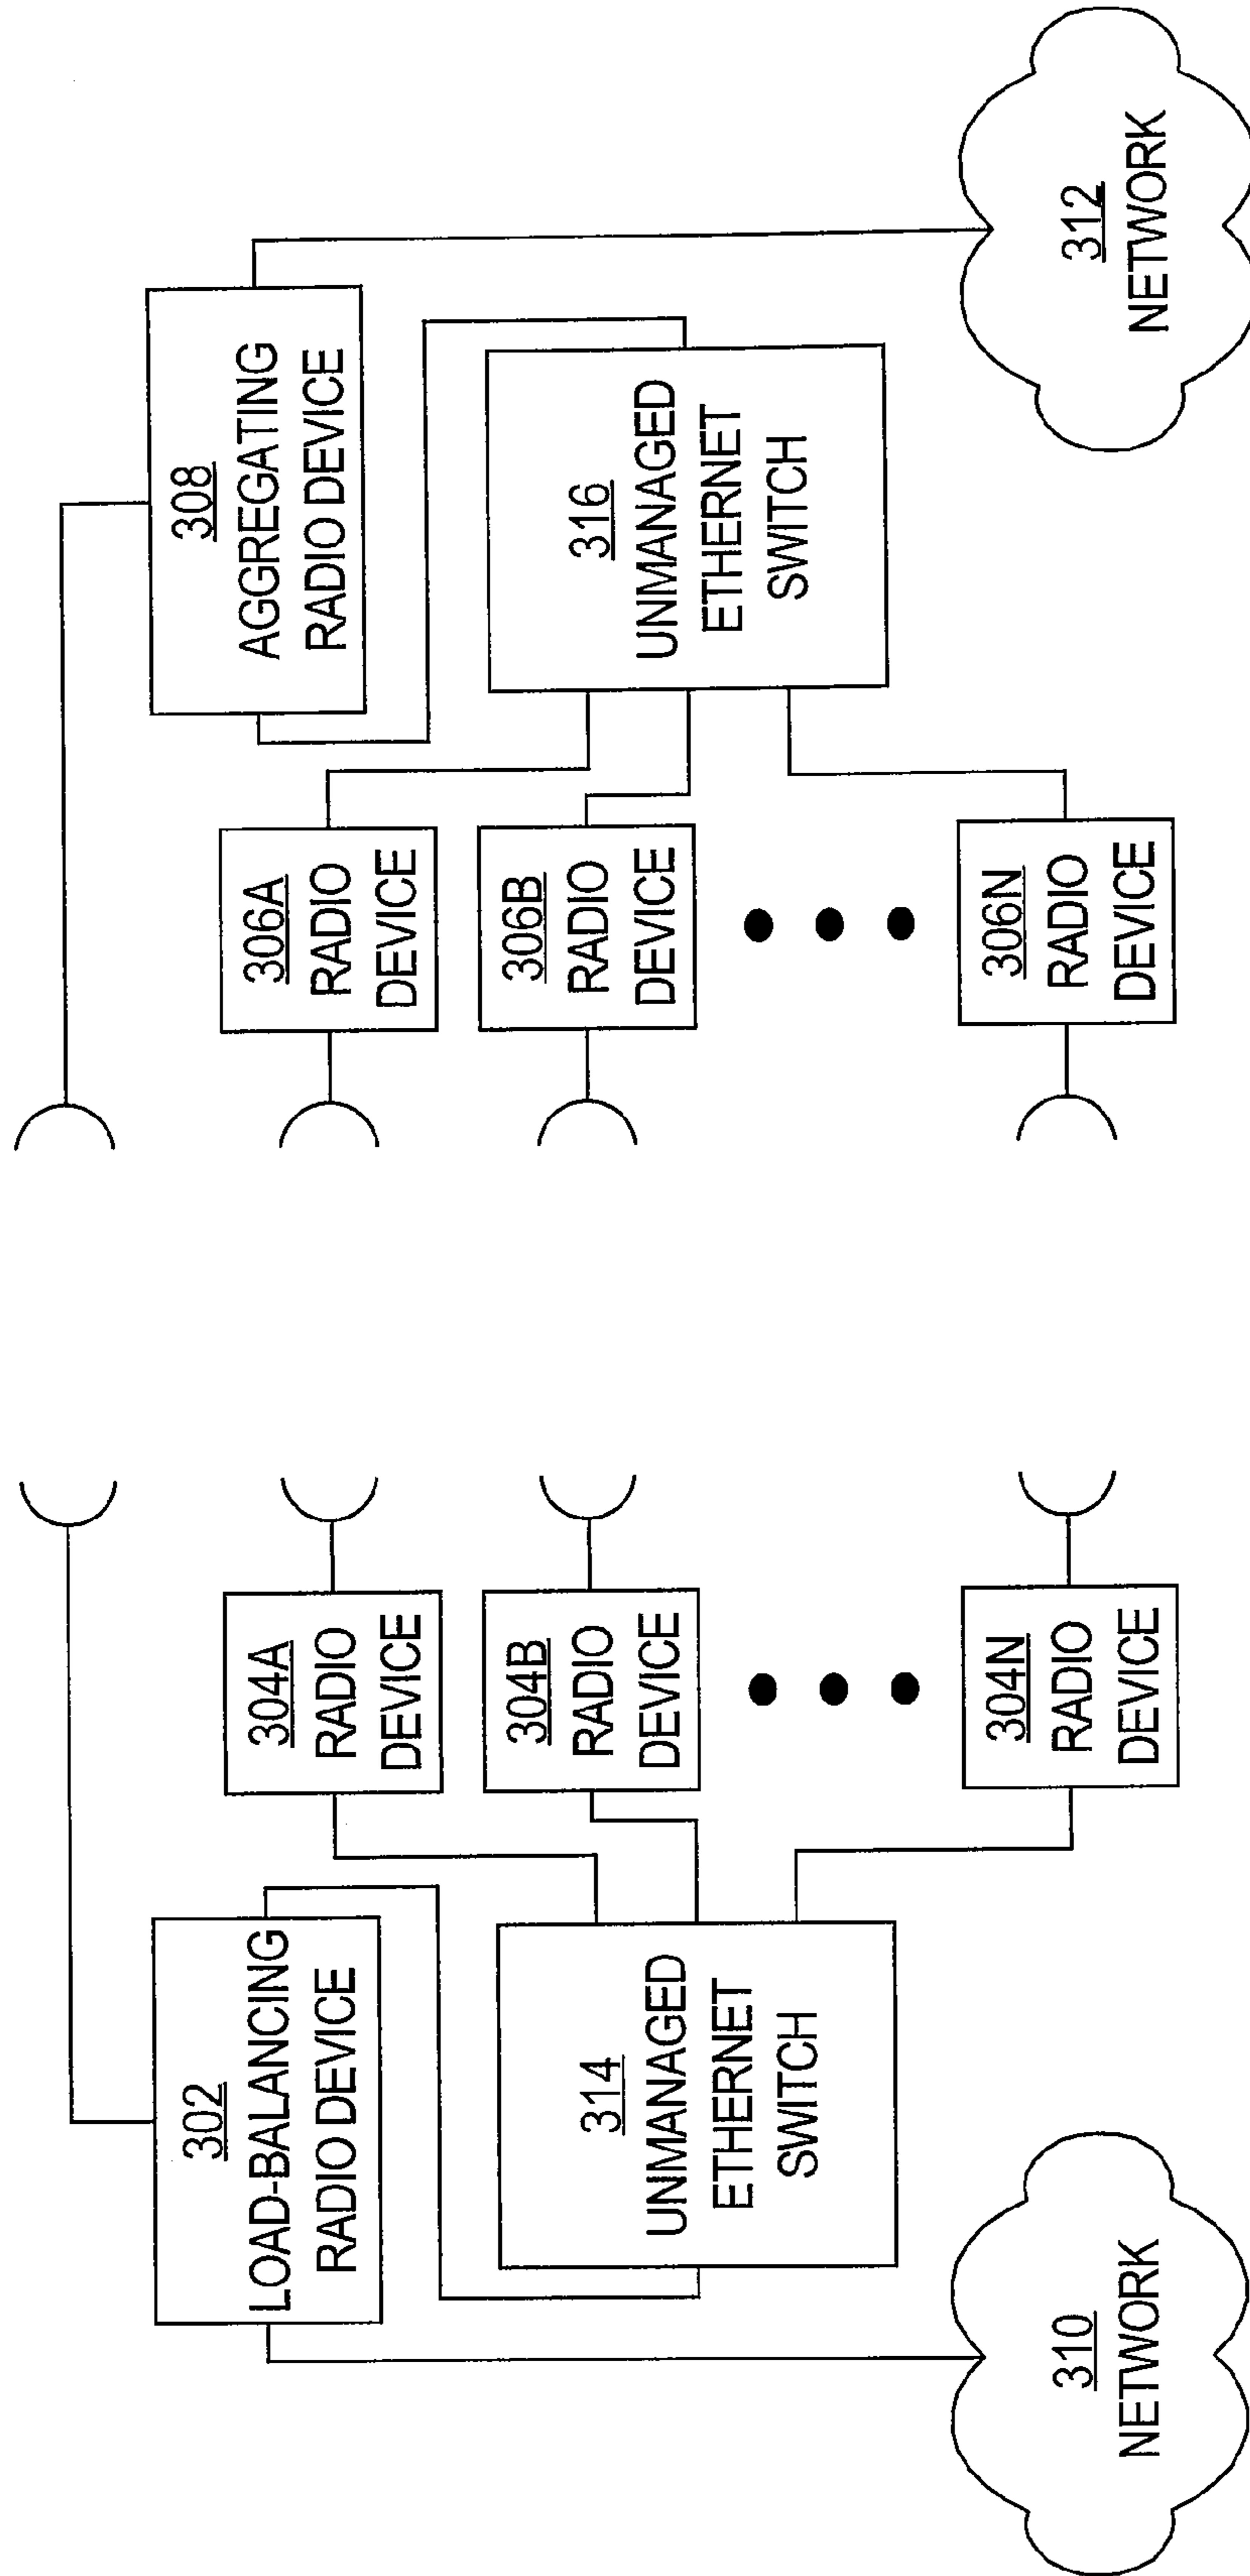 302
LOAD-BALANCING
RADIO DEVICE
304A
RADIO
DEVICE
304B
RADIO
DEVICE
304N
RADIO
DEVICE
314
UNMANAGED
ETHERNET
SWITCH
310
NETWORK
308
AGGREGATING
RADIO DEVICE
306A
RADIO
DEVICE
306B
RADIO
DEVICE
306N
RADIO
DEVICE
316
UNMANAGED
ETHERNET
SWITCH
312
NETWORK